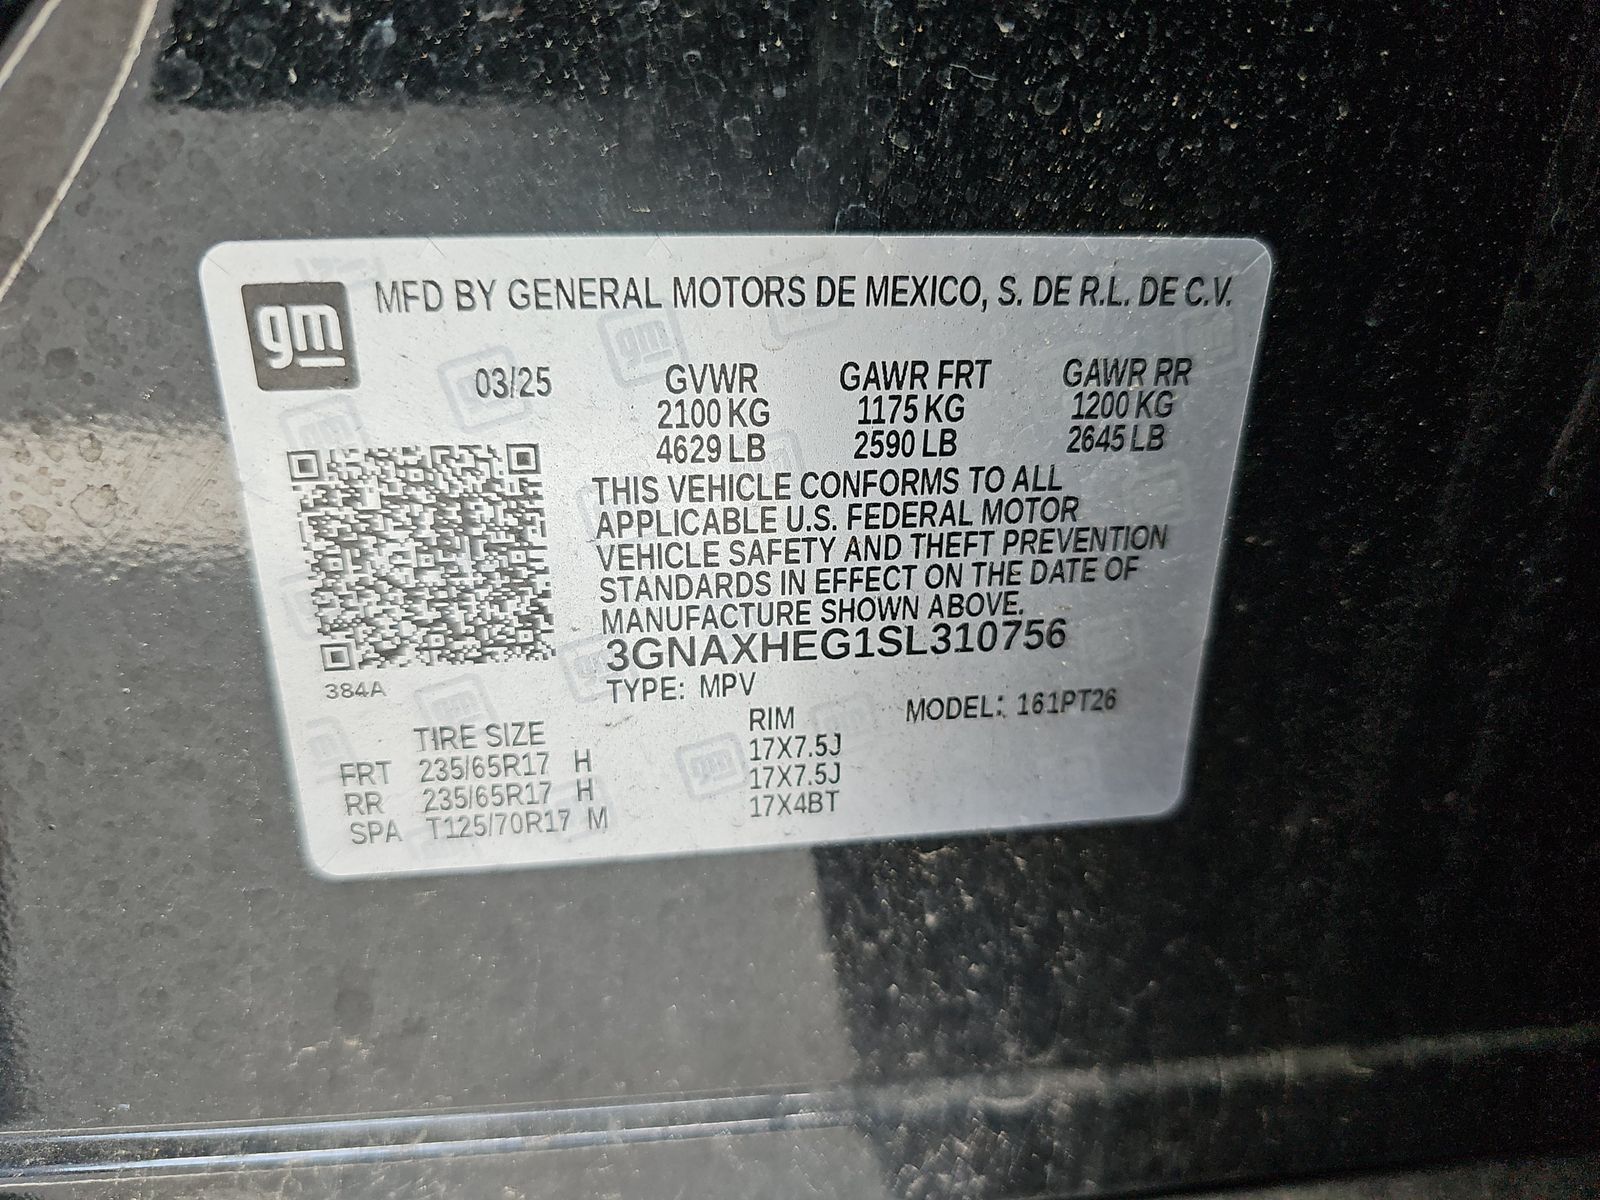 gm MFD BY GENERAL MOTORS DE MEXICO, S. DE R.L. DE C.V.
03/25 GVWR GAWR FRT GAWR RR
2100 KG 1175 KG 1200 KG
4629 LB 2590 LB 2645 LB
THIS VEHICLE CONFORMS TO ALL
APPLICABLE U.S. FEDERAL MOTOR
VEHICLE SAFETY AND THEFT PREVENTION
STANDARDS IN EFFECT ON THE DATE OF
MANUFACTURE SHOWN ABOVE.
3GNAXHEG1SL310756
384A TYPE: MPV MODEL: 161PT26
TIRE SIZE RIM
FRT 235/65R17 H 17X7.5J
RR 235/65R17 H 17X7.5J
SPA T125/70R17 M 17X4BT